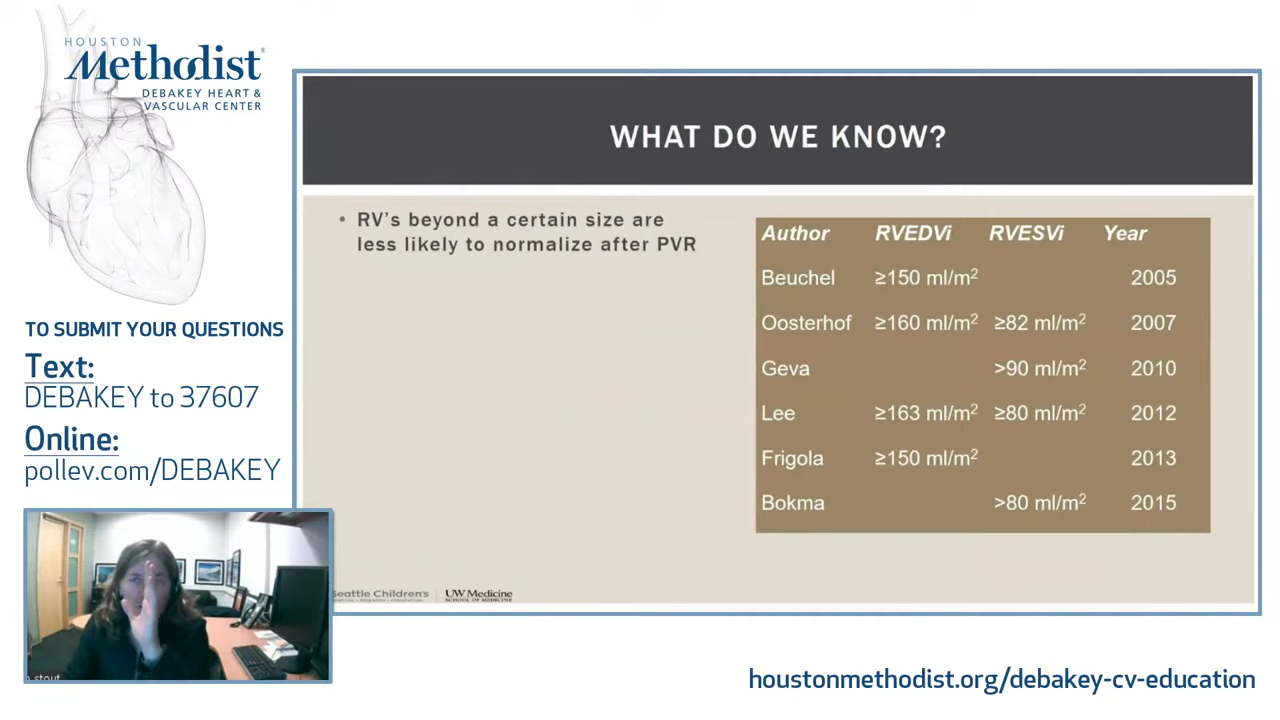 HOUSTON
Methodist®
DEBAKEY HEART &
VASCULAR CENTER
TO SUBMIT YOUR QUESTIONS
Text:
DEBAKEY to 37607
Online:
pollev.com/DEBAKEY
WHAT DO WE KNOW?
• RV's beyond a certain size are
less likely to normalize after PVR
Author RVEDVi RVESVi Year
Beuchel ≥150 ml/m² 2005
Oosterhof ≥160 ml/m² ≥82 ml/m² 2007
Geva >90 ml/m² 2010
Lee ≥163 ml/m² ≥80 ml/m² 2012
Frigola ≥150 ml/m² 2013
Bokma >80 ml/m² 2015
Seattle Children's
UW Medicine
SCHOOL OF MEDICINE
stout
houstonmethodist.org/debakey-cv-education